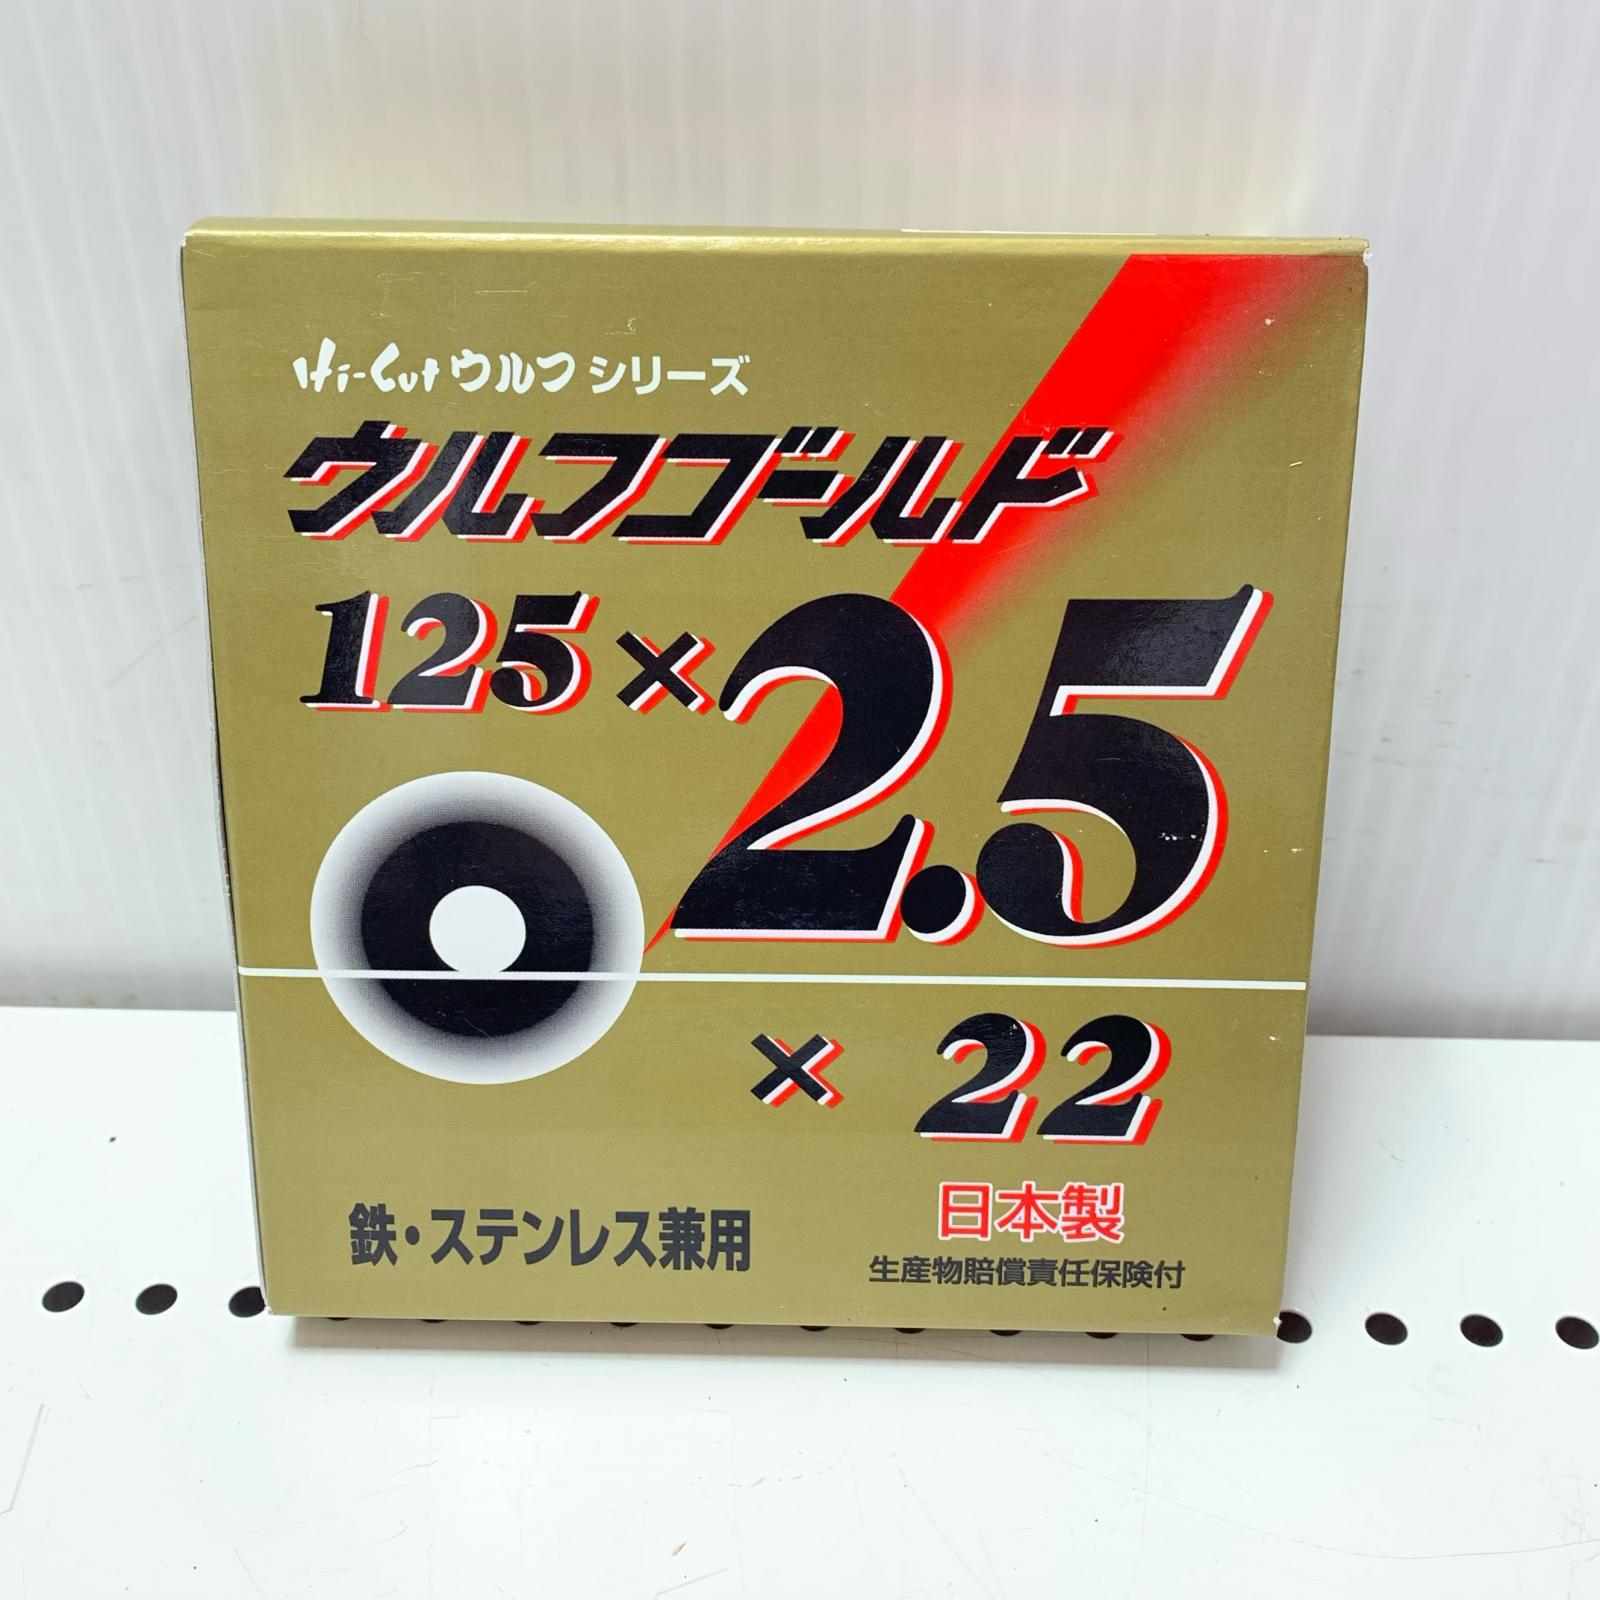 Hi-Cut ウルフ シリーズ
ウルフゴールド
125×2.5
×22
日本製
鉄・ステンレス兼用
生産物賠償責任保険付